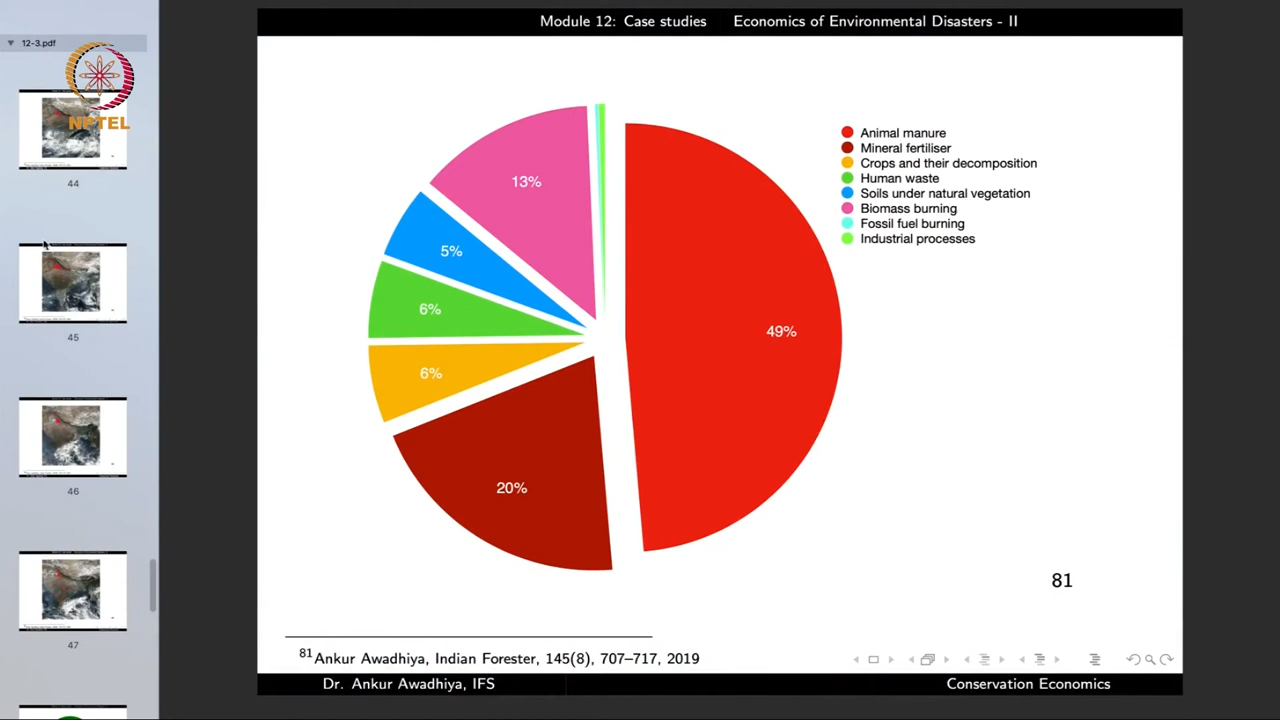 Module 12: Case studies Economics of Environmental Disasters - II
12-3.pdf
NPTEL
44
45
46
47
13%
5%
6%
6%
20%
49%
Animal manure
Mineral fertiliser
Crops and their decomposition
Human waste
Soils under natural vegetation
Biomass burning
Fossil fuel burning
Industrial processes
81
81Ankur Awadhiya, Indian Forester, 145(8), 707–717, 2019
Dr. Ankur Awadhiya, IFS Conservation Economics